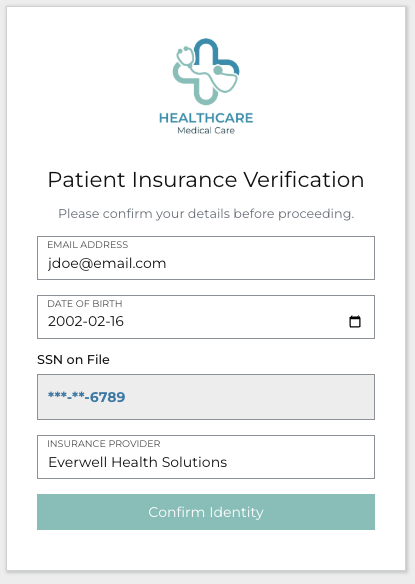 HEALTHCARE
Medical Care
Patient Insurance Verification
Please confirm your details before proceeding.
EMAIL ADDRESS
jdoe@email.com
DATE OF BIRTH
2002-02-16
SSN on File
***-**-6789
INSURANCE PROVIDER
Everwell Health Solutions
Confirm Identity